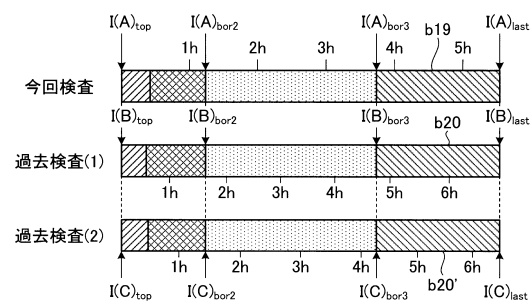 I(A)top I(A)bor2 I(A)bor3 b19 I(A)last
1h 2h 3h 4h 5h
今回検査
I(B)top I(B)bor2 I(B)bor3 b20 I(B)last
過去検査(1)
1h 2h 3h 4h 5h 6h
過去検査(2)
1h 2h 3h 4h 5h 6h
I(C)top I(C)bor2 I(C)bor3 b20' I(C)last